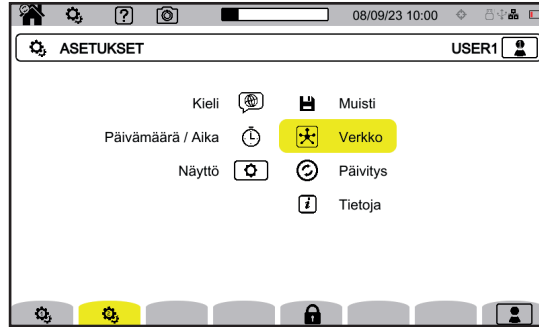 08/09/23 10:00
ASETUKSET
USER1
Kieli
Muisti
Päivämäärä / Aika
Verkko
Näyttö
Päivitys
Tietoja